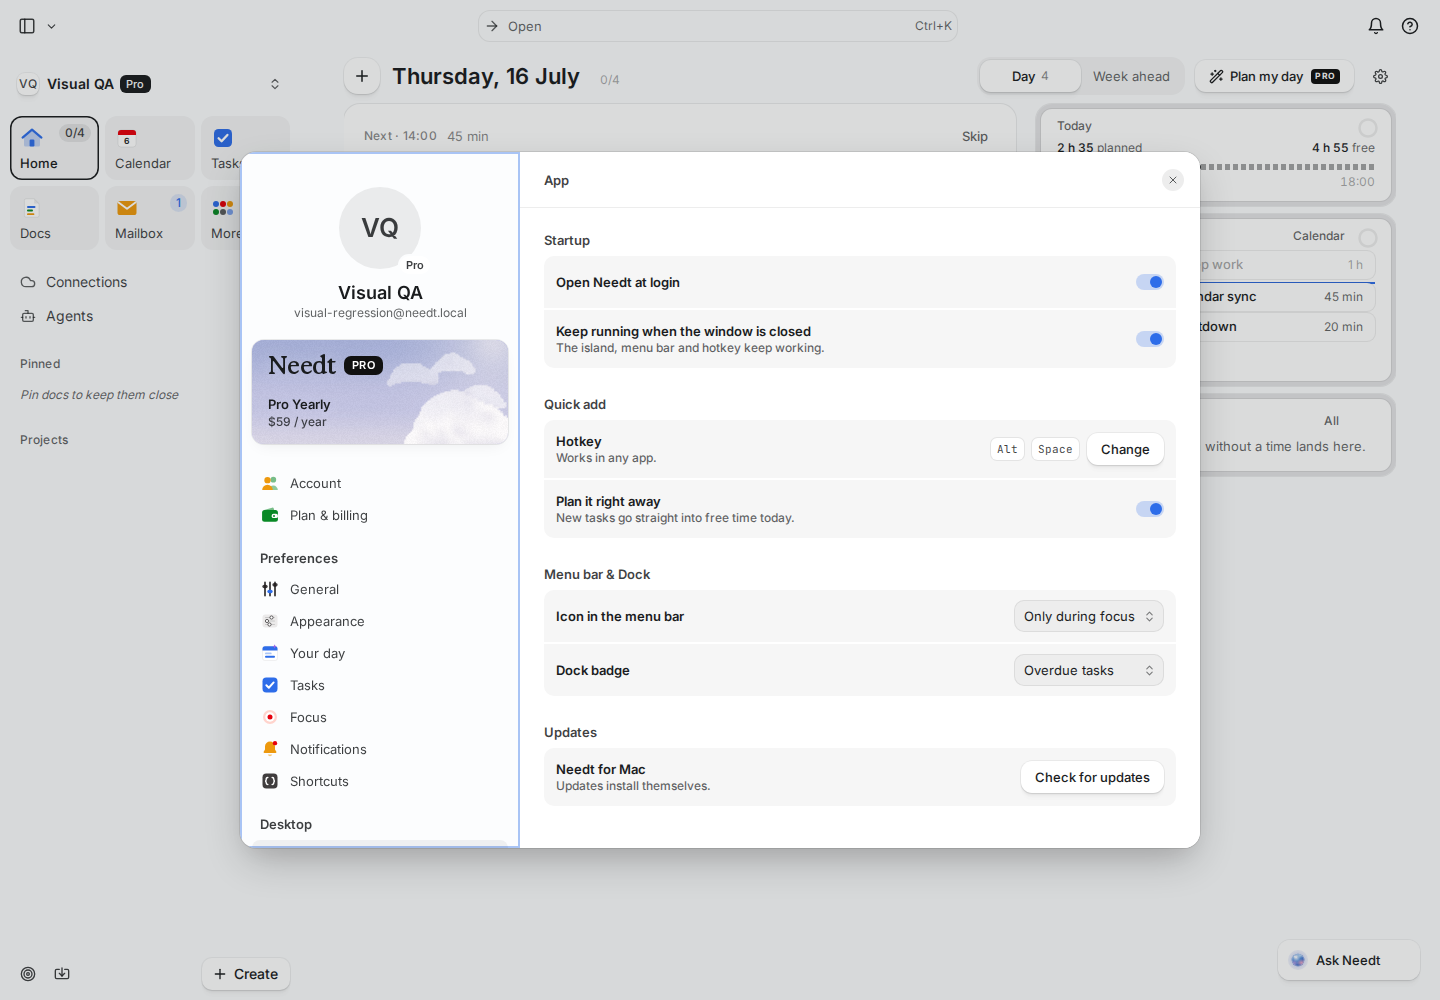 Open
Ctrl+K
VQ Visual QA Pro
Thursday, 16 July 0/4
Day 4
Week ahead
Plan my day PRO
0/4
Home
6
Calendar
Tasks
Docs
1
Mailbox
More
Connections
Agents
Pinned
Pin docs to keep them close
Projects
Next · 14:00 45 min
Skip
Today
2 h 35 planned
4 h 55 free
18:00
Calendar
p work
1 h
ndar sync
45 min
tdown
20 min
All
without a time lands here.
VQ
Pro
Visual QA
visual-regression@needt.local
Needt PRO
Pro Yearly
$59 / year
Account
Plan & billing
Preferences
General
Appearance
Your day
Tasks
Focus
Notifications
Shortcuts
Desktop
App
Startup
Open Needt at login
Keep running when the window is closed
The island, menu bar and hotkey keep working.
Quick add
Hotkey
Works in any app.
Alt Space Change
Plan it right away
New tasks go straight into free time today.
Menu bar & Dock
Icon in the menu bar
Only during focus
Dock badge
Overdue tasks
Updates
Needt for Mac
Updates install themselves.
Check for updates
Create
Ask Needt